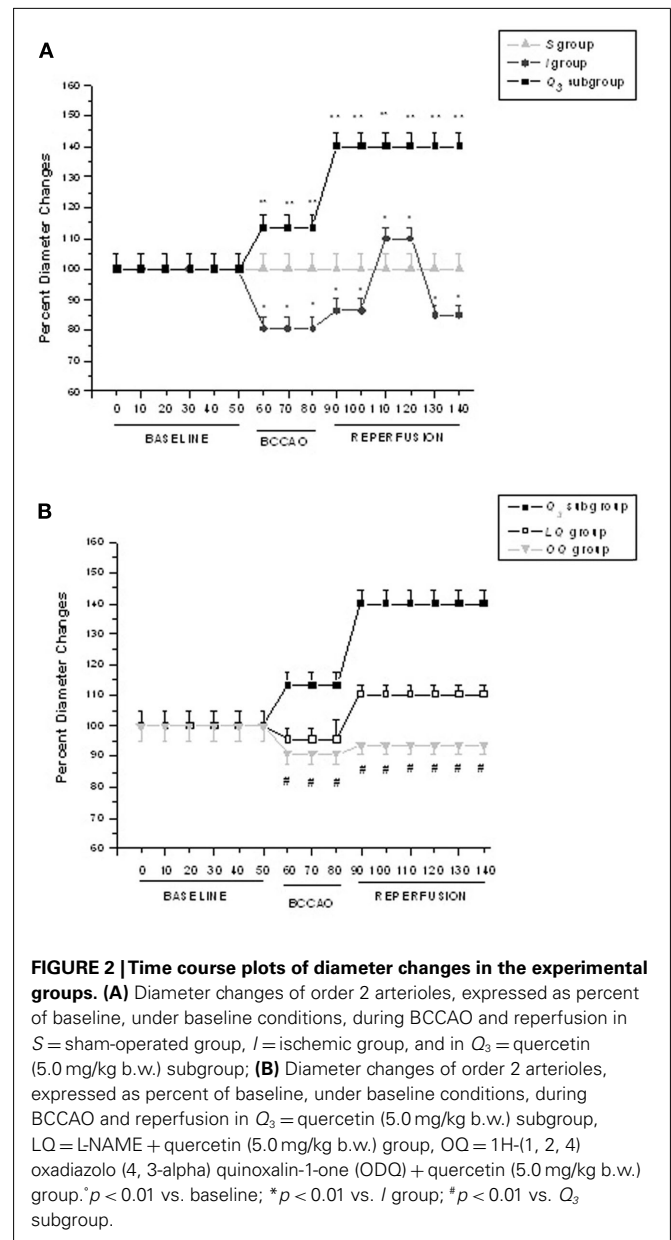 A
S group
I group
Q3 subgroup
Percent Diameter Changes
160
150
140
130
120
110
100
90
80
70
60
** ** ** ** ** **
** ** **
* *
* * *
* *
* *
0 10 20 30 40 50 60 70 80 90 100 110 120 130 140
BASELINE BCCAO REPERFUSION
B
Q3 subgroup
LQ group
OQ group
Percent Diameter Changes
160
150
140
130
120
110
100
90
80
70
60
# # # # # # # # #
0 10 20 30 40 50 60 70 80 90 100 110 120 130 140
BASELINE BCCAO REPERFUSION
FIGURE 2 | Time course plots of diameter changes in the experimental
groups. (A) Diameter changes of order 2 arterioles, expressed as percent
of baseline, under baseline conditions, during BCCAO and reperfusion in
S = sham-operated group, I = ischemic group, and in Q3 = quercetin
(5.0 mg/kg b.w.) subgroup; (B) Diameter changes of order 2 arterioles,
expressed as percent of baseline, under baseline conditions, during
BCCAO and reperfusion in Q3 = quercetin (5.0 mg/kg b.w.) subgroup,
LQ = L-NAME + quercetin (5.0 mg/kg b.w.) group, OQ = 1H-(1, 2, 4)
oxadiazolo (4, 3-alpha) quinoxalin-1-one (ODQ) + quercetin (5.0 mg/kg b.w.)
group.°p < 0.01 vs. baseline; *p < 0.01 vs. I group; #p < 0.01 vs. Q3
subgroup.